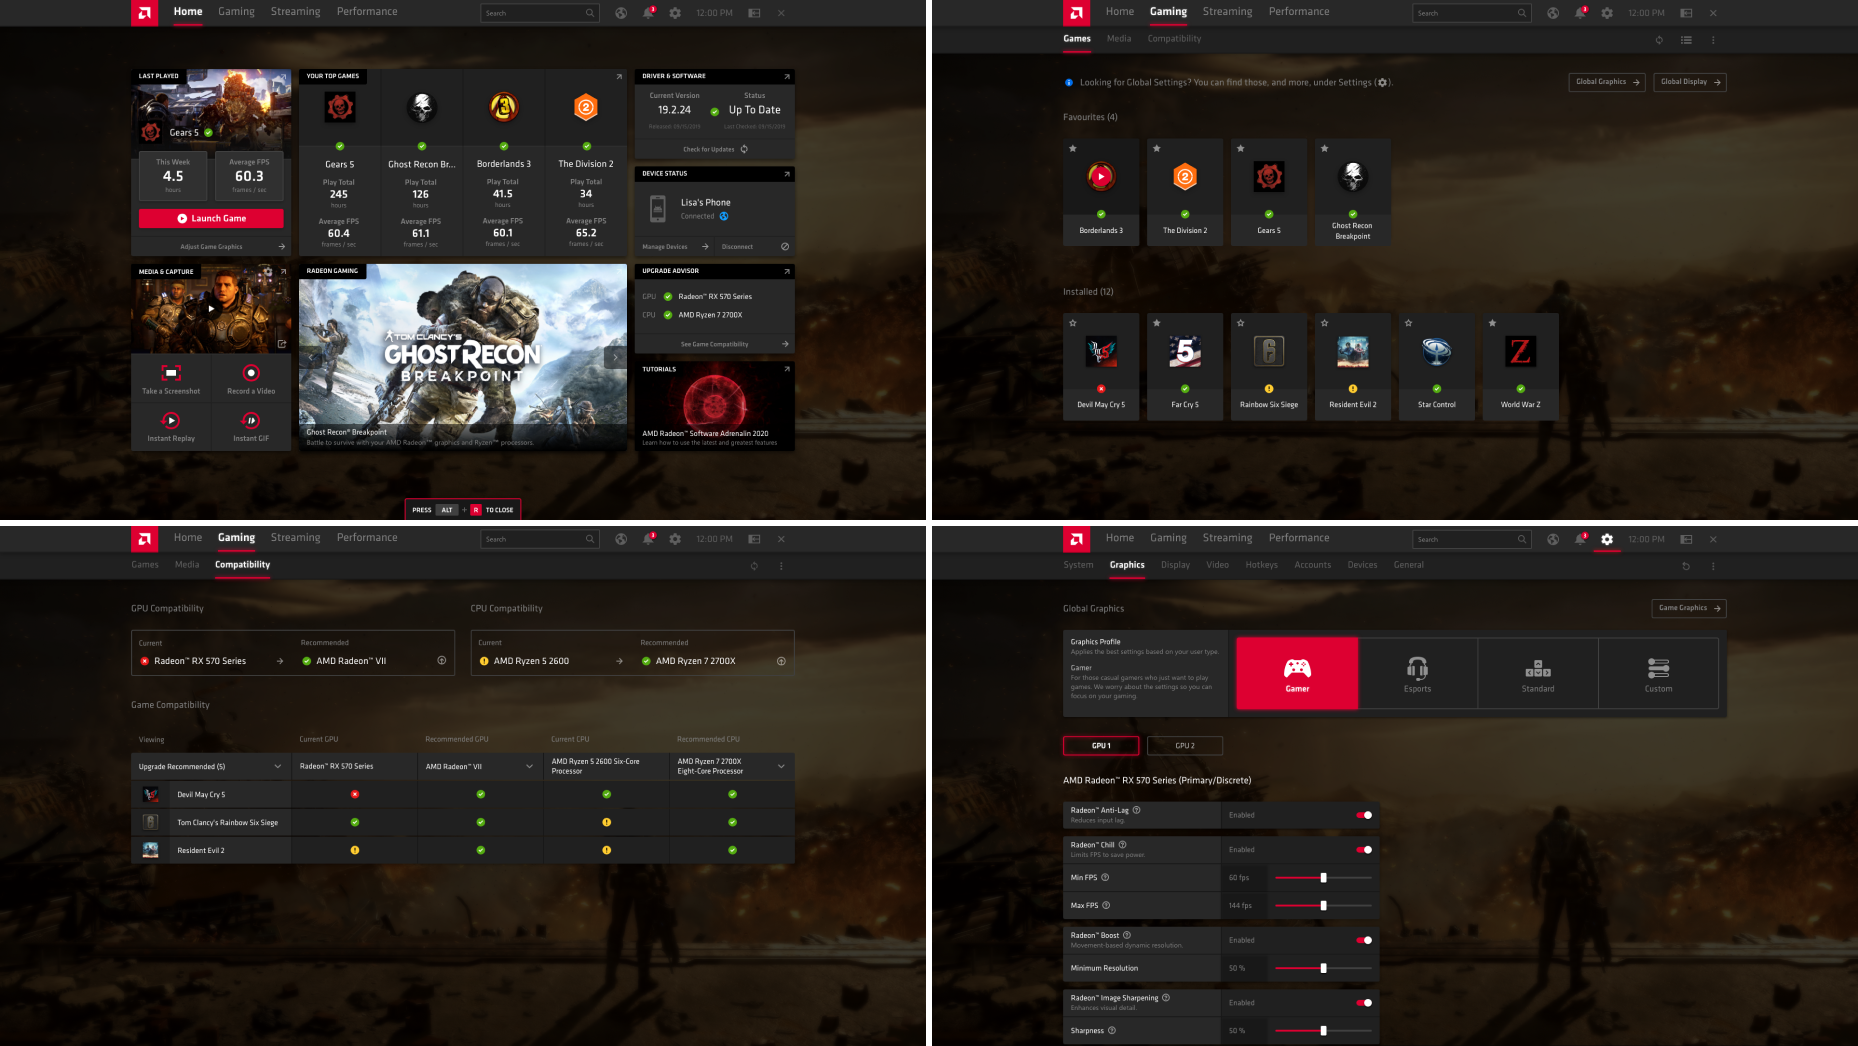 Home Gaming Streaming Performance
Search
12:00 PM
LAST PLAYED
Gears 5
This Week
4.5
hours
Average FPS
60.3
frames / sec
Launch Game
Adjust Game Graphics
YOUR TOP GAMES
Gears 5
Play Total
245
hours
Average FPS
60.4
frames / sec
Ghost Recon Br...
Play Total
126
hours
Average FPS
61.1
frames / sec
Borderlands 3
Play Total
41.5
hours
Average FPS
60.1
frames / sec
The Division 2
Play Total
34
hours
Average FPS
65.2
frames / sec
DRIVER & SOFTWARE
Current Version
19.2.24
Released: 09/15/2019
Status
Up To Date
Last Checked: 09/15/2019
Check for Updates
DEVICE STATUS
Lisa's Phone
Connected
Manage Devices
Disconnect
MEDIA & CAPTURE
Take a Screenshot
Record a Video
Instant Replay
Instant GIF
RADEON GAMING
TOM CLANCY'S
GHOST RECON
BREAKPOINT
Ghost Recon® Breakpoint
Battle to survive with your AMD Radeon™ graphics and Ryzen™ processors.
UPGRADE ADVISOR
GPU Radeon™ RX 570 Series
CPU AMD Ryzen 7 2700X
See Game Compatibility
TUTORIALS
AMD Radeon™ Software Adrenalin 2020
Learn how to use the latest and greatest features
PRESS ALT + R TO CLOSE
Home Gaming Streaming Performance
Search
12:00 PM
Games Media Compatibility
Looking for Global Settings? You can find those, and more, under Settings ( ).
Global Graphics
Global Display
Favourites (4)
Borderlands 3
The Division 2
Gears 5
Ghost Recon
Breakpoint
Installed (12)
Devil May Cry 5
Far Cry 5
Rainbow Six Siege
Resident Evil 2
Star Control
World War Z
Home Gaming Streaming Performance
Search
12:00 PM
Games Media Compatibility
GPU Compatibility
Current
Radeon™ RX 570 Series
Recommended
AMD Radeon™ VII
CPU Compatibility
Current
AMD Ryzen 5 2600
Recommended
AMD Ryzen 7 2700X
Game Compatibility
Viewing Current GPU Recommended GPU Current CPU Recommended CPU
Upgrade Recommended (5)
Radeon™ RX 570 Series
AMD Radeon™ VII
AMD Ryzen 5 2600 Six-Core
Processor
AMD Ryzen 7 2700X
Eight-Core Processor
Devil May Cry 5
Tom Clancy's Rainbow Six Siege
Resident Evil 2
Home Gaming Streaming Performance
Search
12:00 PM
System Graphics Display Video Hotkeys Accounts Devices General
Global Graphics
Game Graphics
Graphics Profile
Applies the best settings based on your user type.
Gamer
For those casual gamers who just want to play
games. We worry about the settings so you can
focus on your gaming.
Gamer
Esports
Standard
Custom
GPU 1
GPU 2
AMD Radeon™ RX 570 Series (Primary/Discrete)
Radeon™ Anti-Lag
Reduces input lag.
Enabled
Radeon™ Chill
Limits FPS to save power.
Enabled
Min FPS
60 fps
Max FPS
144 fps
Radeon™ Boost
Movement-based dynamic resolution.
Enabled
Minimum Resolution
50 %
Radeon™ Image Sharpening
Enhances visual detail.
Enabled
Sharpness
50 %